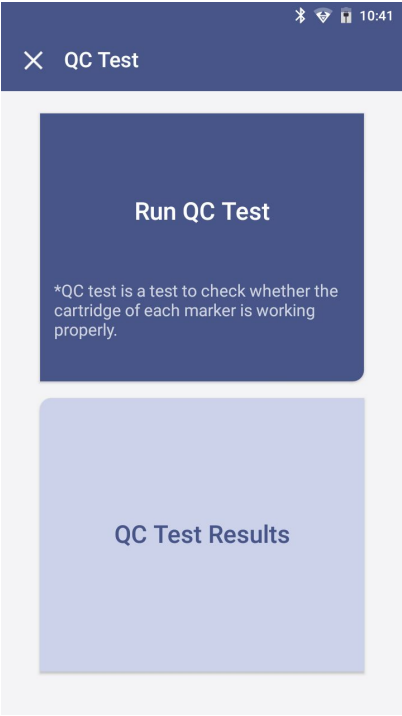 10:41
QC Test
Run QC Test
*QC test is a test to check whether the
cartridge of each marker is working
properly.
QC Test Results